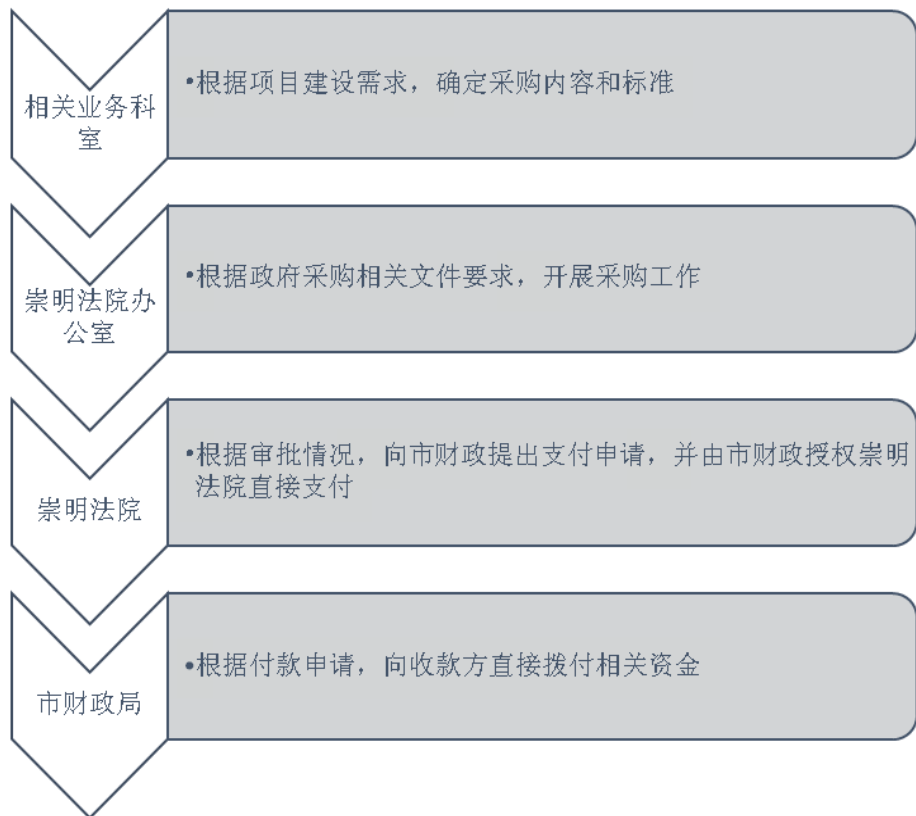 相关业务科
室
•根据项目建设需求，确定采购内容和标准
崇明法院办
公室
•根据政府采购相关文件要求，开展采购工作
崇明法院
•根据审批情况，向市财政提出支付申请，并由市财政授权崇明
法院直接支付
市财政局
•根据付款申请，向收款方直接拨付相关资金